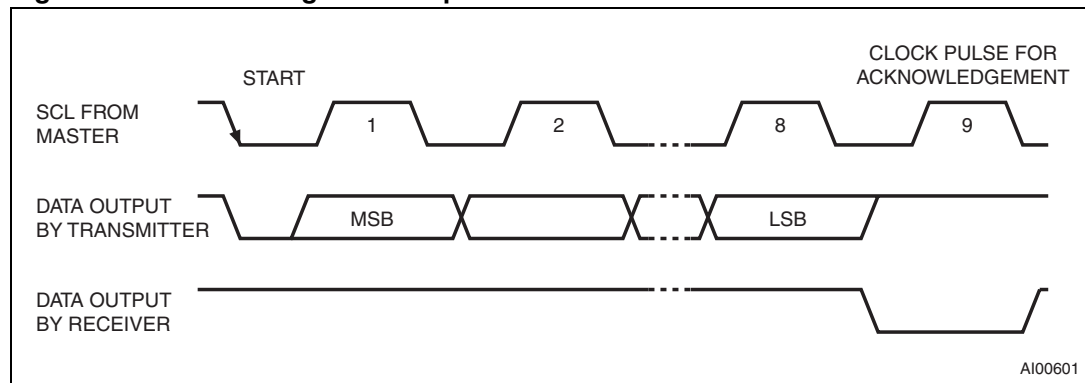 START
CLOCK PULSE FOR
ACKNOWLEDGEMENT
SCL FROM
MASTER
1
2
8
9
DATA OUTPUT
BY TRANSMITTER
MSB
LSB
DATA OUTPUT
BY RECEIVER
AI00601